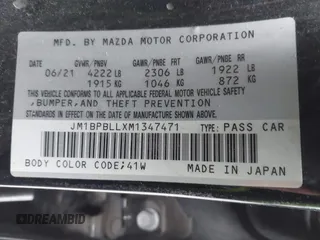 MFD. BY MAZDA MOTOR CORPORATION
GVWR/PNBV GAWR/PNBE FRT GAWR/PNBE RR
06/21 4222 LB 2306 LB 1922 LB
1915 KG 1046 KG 872 KG
THIS VEHICLE CONFORMS TO ALL APPLICABLE
FEDERAL MOTOR VEHICLE SAFETY
, BUMPER, AND THEFT PREVENTION
STANDARDS IN EFFECT ON THE DATE OF
MANUFACTURE SHOWN ABOVE.
JM1BPBLLXM1347471 TYPE: PASS CAR
BODY COLOR CODE: 41W
MADE IN JAPAN
DREAMBID